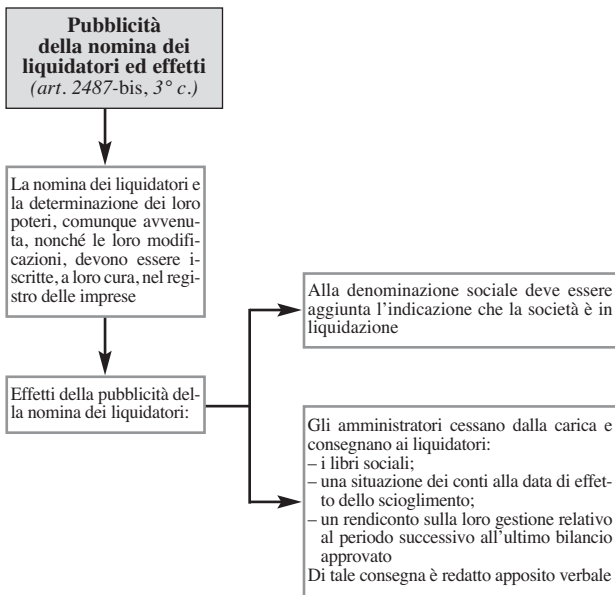 Pubblicità
della nomina dei
liquidatori ed effetti
(art. 2487-bis, 3° c.)
La nomina dei liquidatori e
la determinazione dei loro
poteri, comunque avvenu-
ta, nonché le loro modifi-
cazioni, devono essere i-
scritte, a loro cura, nel regi-
stro delle imprese
Effetti della pubblicità del-
la nomina dei liquidatori:
Alla denominazione sociale deve essere
aggiunta l'indicazione che la società è in
liquidazione
Gli amministratori cessano dalla carica e
consegnano ai liquidatori:
– i libri sociali;
– una situazione dei conti alla data di effet-
to dello scioglimento;
– un rendiconto sulla loro gestione relativo
al periodo successivo all'ultimo bilancio
approvato
Di tale consegna è redatto apposito verbale